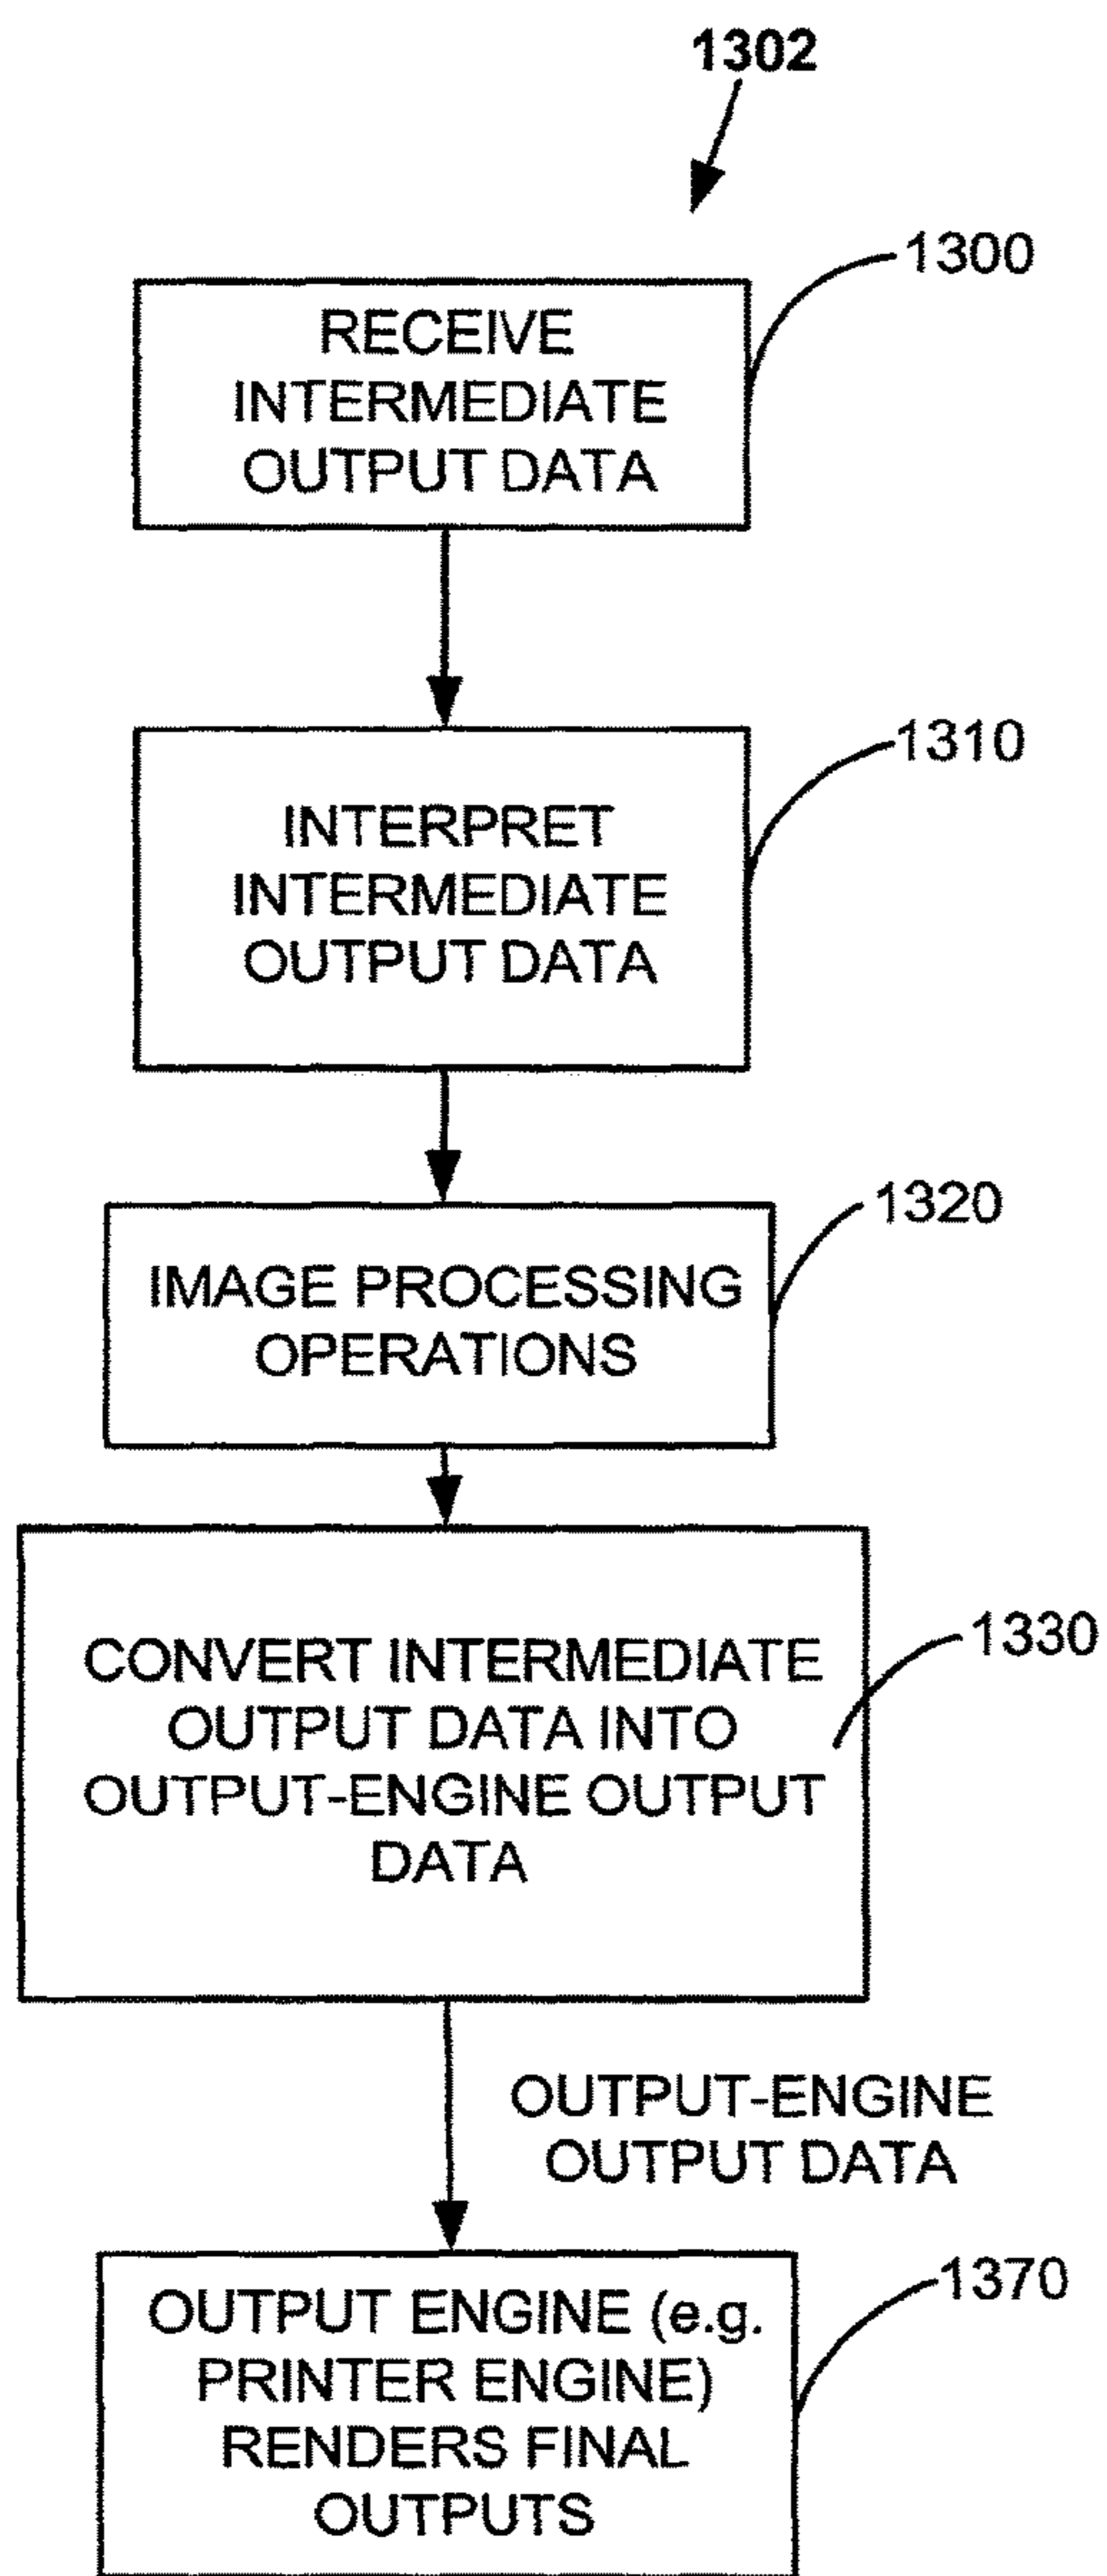 1302
1300
RECEIVE
INTERMEDIATE
OUTPUT DATA
1310
INTERPRET
INTERMEDIATE
OUTPUT DATA
1320
IMAGE PROCESSING
OPERATIONS
1330
CONVERT INTERMEDIATE
OUTPUT DATA INTO
OUTPUT-ENGINE OUTPUT
DATA
OUTPUT-ENGINE
OUTPUT DATA
1370
OUTPUT ENGINE (e.g.
PRINTER ENGINE)
RENDERS FINAL
OUTPUTS